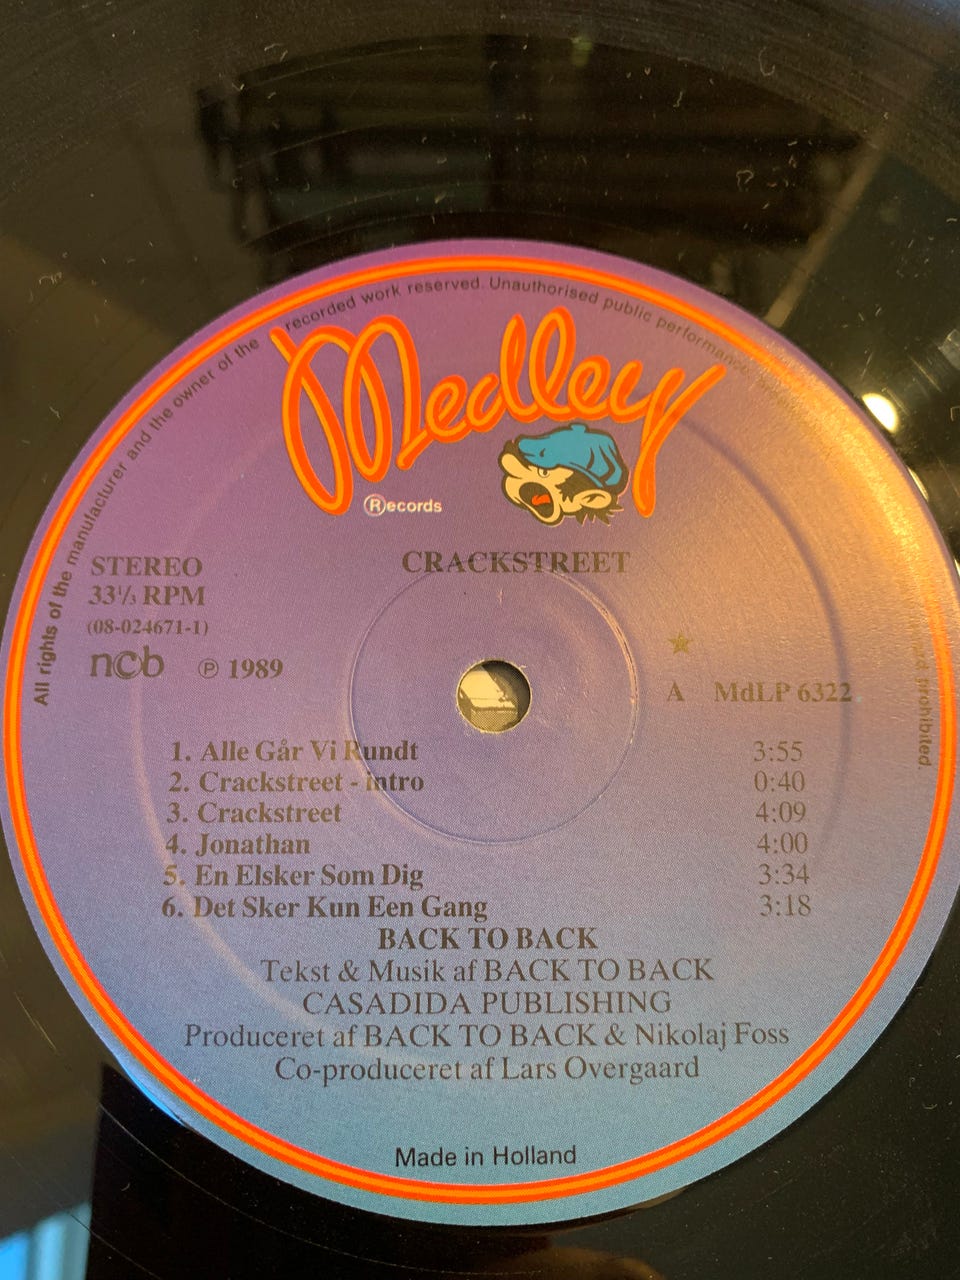 All rights of the manufacturer and the owner of the recorded work reserved. Unauthorised public performance prohibited.
Medley
Records
STEREO
33⅓ RPM
(08-024671-1)
ncb ℗ 1989
CRACKSTREET
A MdLP 6322
1. Alle Går Vi Rundt 3:55
2. Crackstreet - intro 0:40
3. Crackstreet 4:09
4. Jonathan 4:00
5. En Elsker Som Dig 3:34
6. Det Sker Kun Een Gang 3:18
BACK TO BACK
Tekst & Musik af BACK TO BACK
CASADIDA PUBLISHING
Produceret af BACK TO BACK & Nikolaj Foss
Co-produceret af Lars Overgaard
Made in Holland